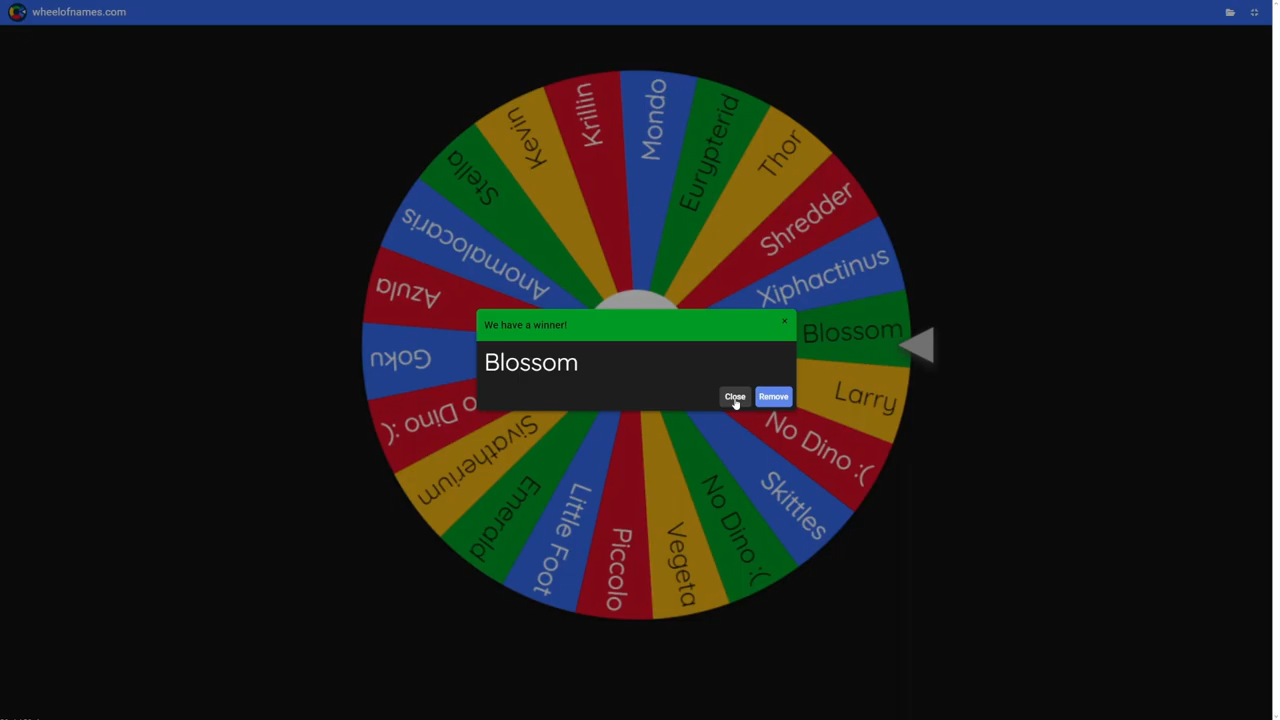 wheelofnames.com
Mondo
Eurypterid
Thor
Shredder
Xiphactinus
Blossom
Larry
No Dino :(
Skittles
No Dino :(
Vegeta
Piccolo
Little Foot
Emerald
Sivatherium
o Dino :(
Goku
Azula
Anomalocaris
Stella
Kevin
Krillin
We have a winner!
×
Blossom
Close
Remove